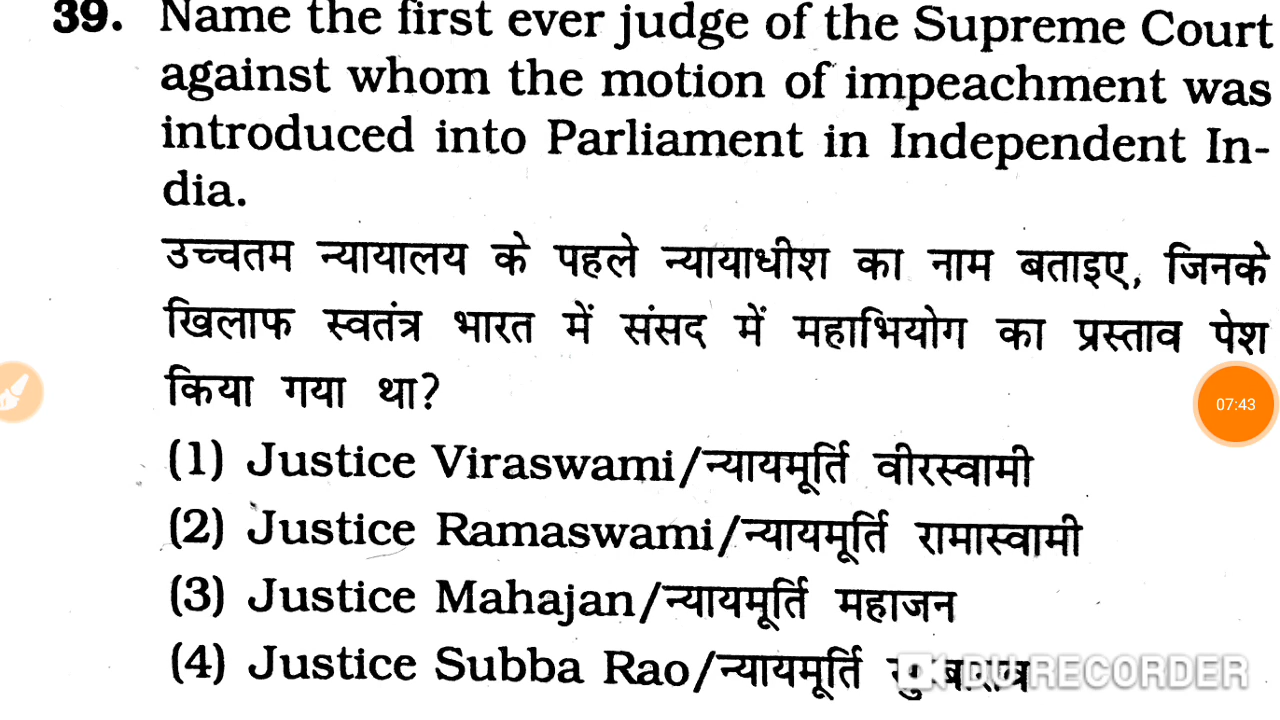 39. Name the first ever judge of the Supreme Court
against whom the motion of impeachment was
introduced into Parliament in Independent In-
dia.
उच्चतम न्यायालय के पहले न्यायाधीश का नाम बताइए, जिनके
खिलाफ स्वतंत्र भारत में संसद में महाभियोग का प्रस्ताव पेश
किया गया था?
07:43
(1) Justice Viraswami/न्यायमूर्ति वीरस्वामी
(2) Justice Ramaswami/न्यायमूर्ति रामास्वामी
(3) Justice Mahajan/न्यायमूर्ति महाजन
(4) Justice Subba Rao/न्यायमूर्ति
DU RECORDER